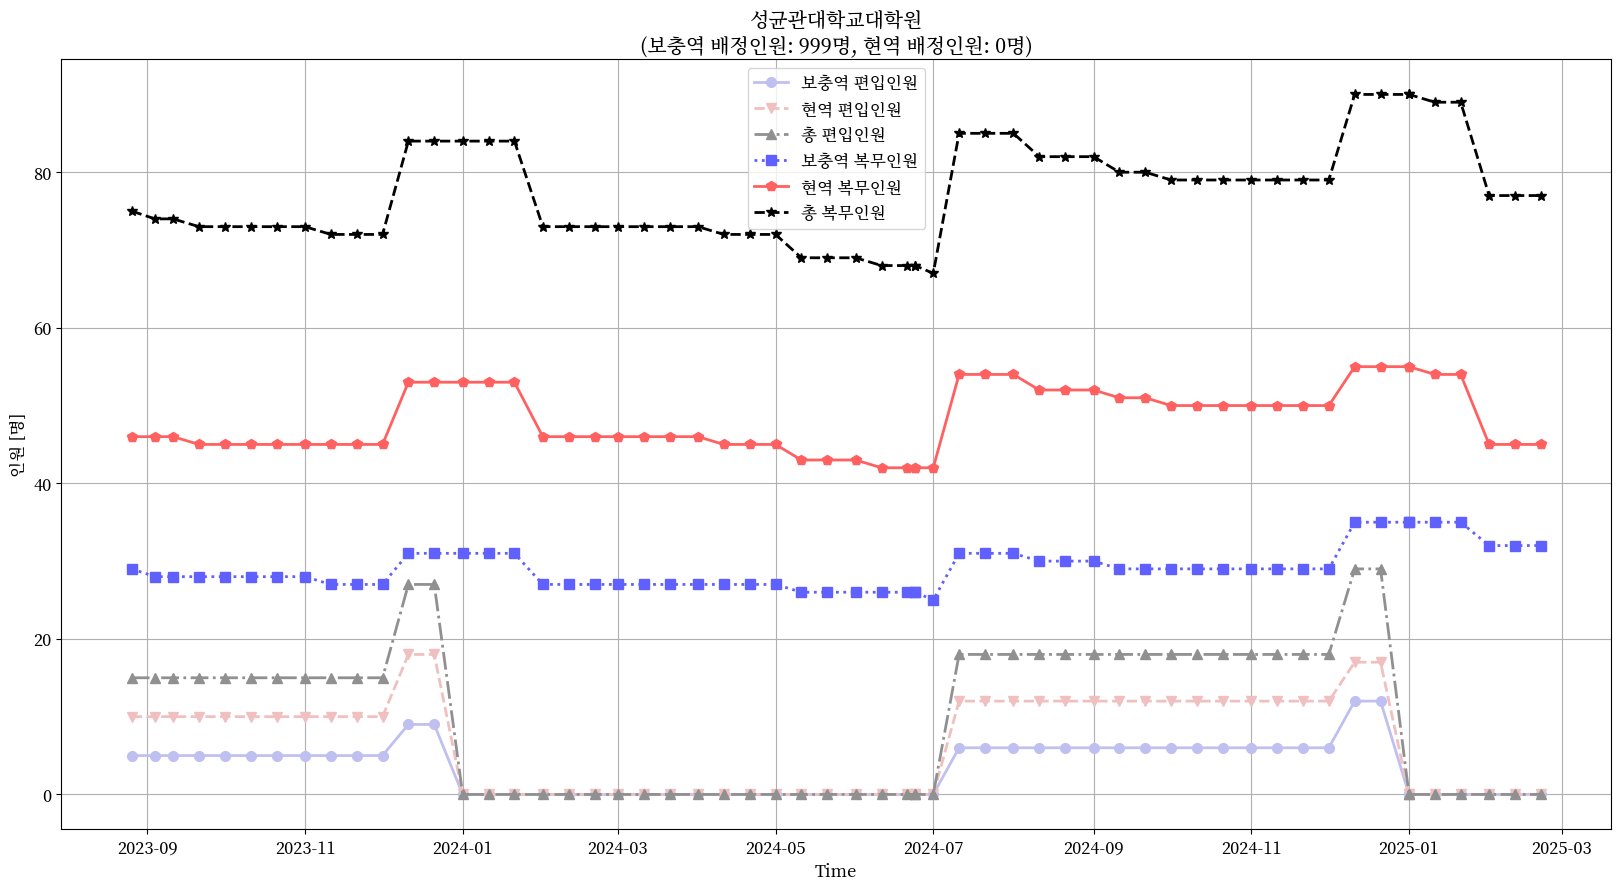 성균관대학교대학원
(보충역 배정인원: 999명, 현역 배정인원: 0명)
보충역 편입인원
현역 편입인원
총 편입인원
보충역 복무인원
현역 복무인원
총 복무인원
80
60
40
20
0
인원 [명]
2023-09
2023-11
2024-01
2024-03
2024-05
2024-07
2024-09
2024-11
2025-01
2025-03
Time